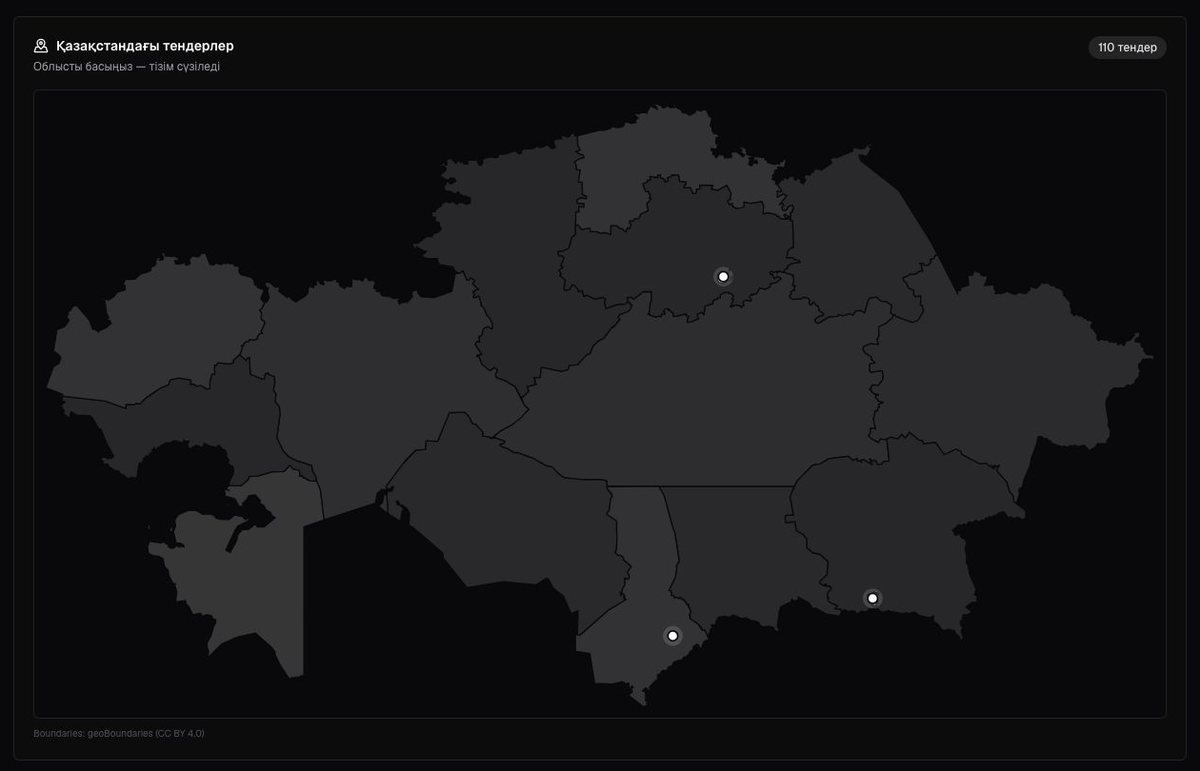 Қазақстандағы тендерлер
110 тендер
Облысты басыңыз — тізім сүзіледі
Boundaries: geoBoundaries (CC BY 4.0)